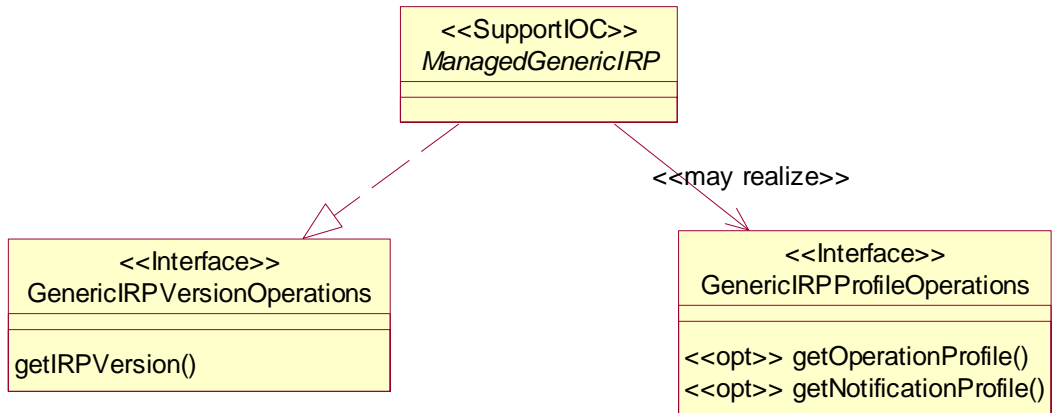 <<SupportIOC>>
ManagedGenericIRP
<<may realize>>
<<Interface>>
GenericIRPVersionOperations
getIRPVersion()
<<Interface>>
GenericIRPProfileOperations
<<opt>> getOperationProfile()
<<opt>> getNotificationProfile()